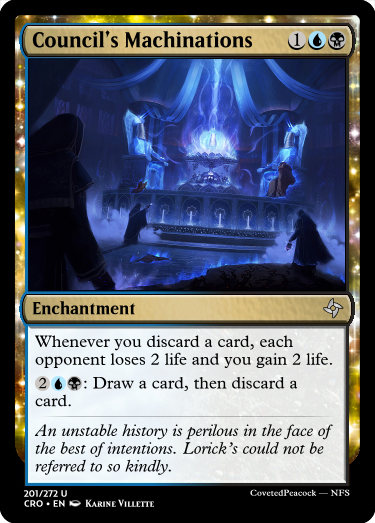 Council's Machinations 1
Enchantment
Whenever you discard a card, each
opponent loses 2 life and you gain 2 life.
2: Draw a card, then discard a
card.
An unstable history is perilous in the face of
the best of intentions. Lorick's could not be
referred to so kindly.
201/272 U
CRO • EN Karine Villette CovetedPeacock — NFS